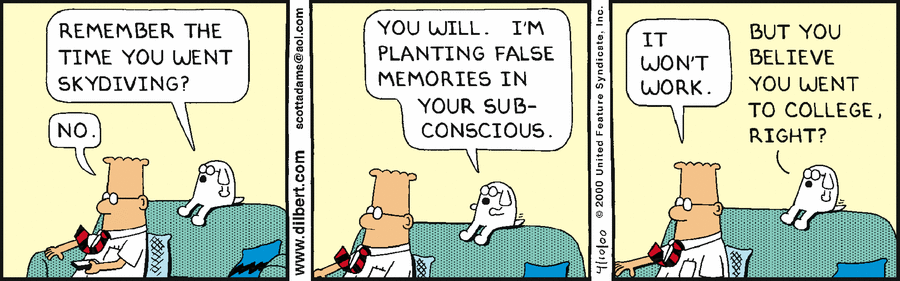 REMEMBER THE
TIME YOU WENT
SKYDIVING?
NO.
www.dilbert.com
scottadams@aol.com
YOU WILL. I'M
PLANTING FALSE
MEMORIES IN
YOUR SUB-
CONSCIOUS.
4/10/00
© 2000 United Feature Syndicate, Inc.
IT
WON'T
WORK.
BUT YOU
BELIEVE
YOU WENT
TO COLLEGE,
RIGHT?